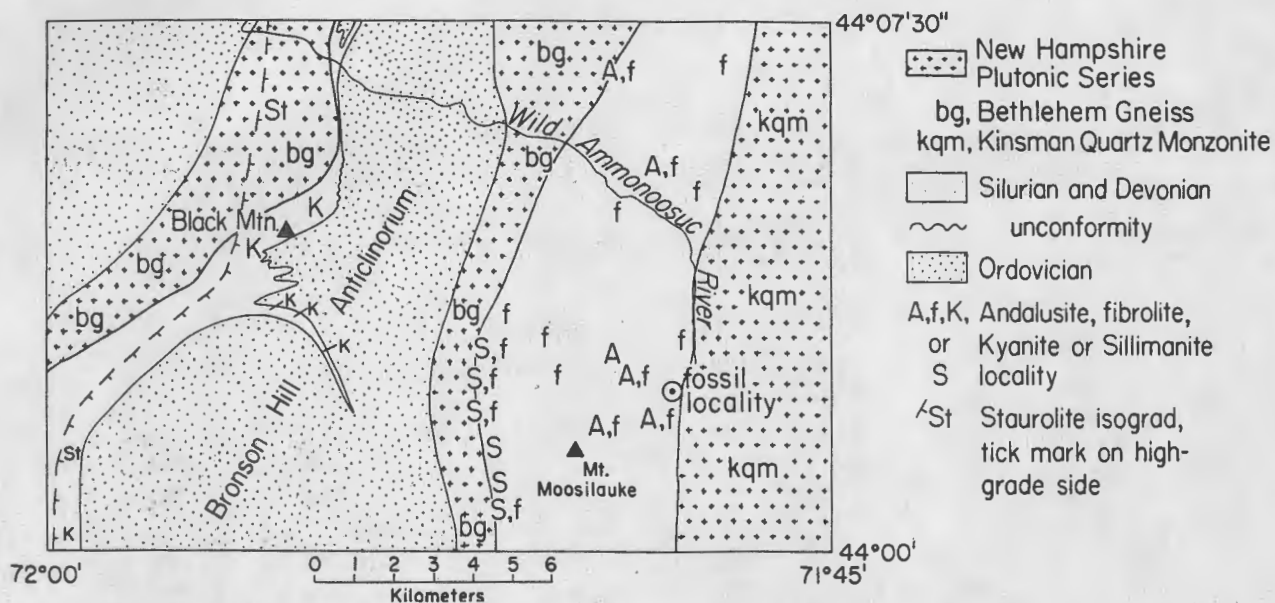 44°07'30"
bg
A,f
f
St
bg
Wild
Ammonoosuc
River
kqm
A,f
f
f
bg
Black Mtn.
K
K
bg
Anticlinorium
bg
K
K
K
bg
f
f
f
kqm
S,f
S,f
S,f
f
A
A,f
fossil
locality
A,f
A,f
S
S
S,f
Mt.
Moosilauke
kqm
Bronson Hill
St
K
bg
44°00'
72°00'
71°45'
0 1 2 3 4 5 6
Kilometers
New Hampshire
Plutonic Series
bg, Bethlehem Gneiss
kqm, Kinsman Quartz Monzonite
Silurian and Devonian
unconformity
Ordovician
A,f,K, Andalusite, fibrolite,
or Kyanite or Sillimanite
S locality
St Staurolite isograd,
tick mark on high-
grade side